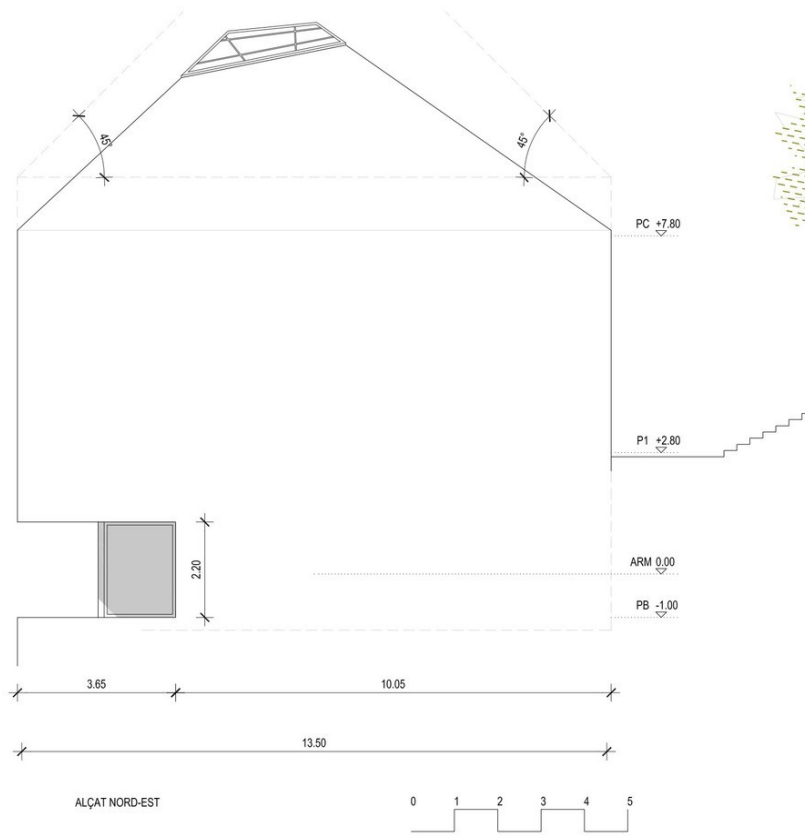 45°
45°
PC +7.80
P1 +2.80
2.20
ARM 0.00
PB -1.00
3.65 10.05
13.50
ALÇAT NORD-EST
0 1 2 3 4 5